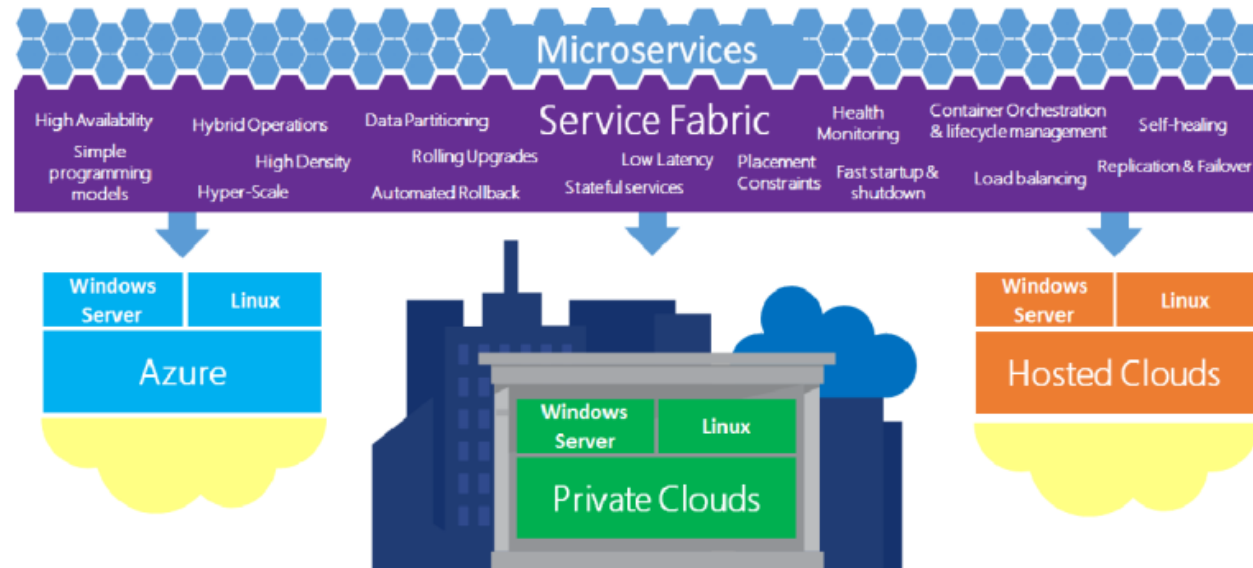 Microservices
Service Fabric
High Availability
Hybrid Operations
Data Partitioning
Health
Monitoring
Container Orchestration
& lifecycle management
Self-healing
Simple
programming
models
High Density
Rolling Upgrades
Low Latency
Placement
Constraints
Fast startup &
shutdown
Load balancing
Replication & Failover
Hyper-Scale
Automated Rollback
Stateful services
Windows
Server
Linux
Azure
Windows
Server
Linux
Private Clouds
Windows
Server
Linux
Hosted Clouds